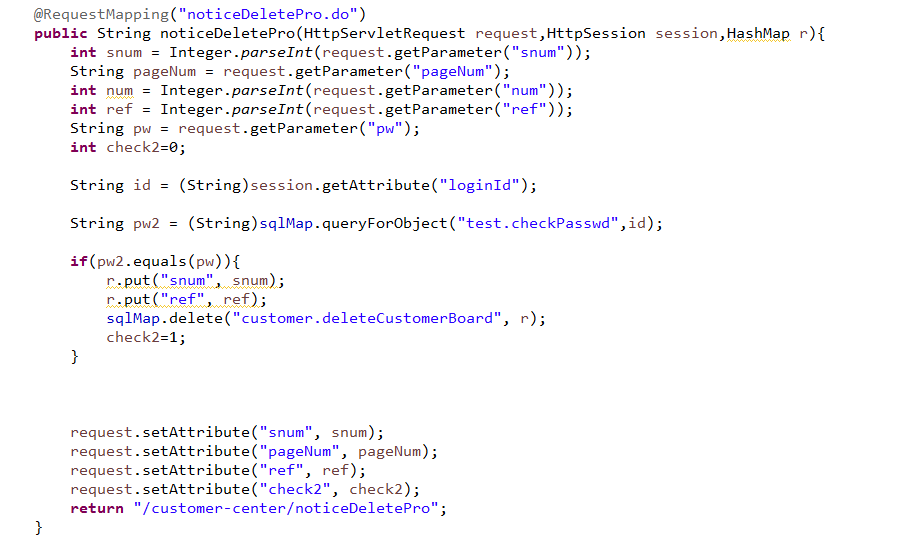 @RequestMapping("noticeDeletePro.do")
public String noticeDeletePro(HttpServletRequest request,HttpSession session,HashMap r){
int snum = Integer.parseInt(request.getParameter("snum"));
String pageNum = request.getParameter("pageNum");
int num = Integer.parseInt(request.getParameter("num"));
int ref = Integer.parseInt(request.getParameter("ref"));
String pw = request.getParameter("pw");
int check2=0;
String id = (String)session.getAttribute("loginId");
String pw2 = (String)sqlMap.queryForObject("test.checkPasswd",id);
if(pw2.equals(pw)){
r.put("snum", snum);
r.put("ref", ref);
sqlMap.delete("customer.deleteCustomerBoard", r);
check2=1;
}
request.setAttribute("snum", snum);
request.setAttribute("pageNum", pageNum);
request.setAttribute("ref", ref);
request.setAttribute("check2", check2);
return "/customer-center/noticeDeletePro";
}